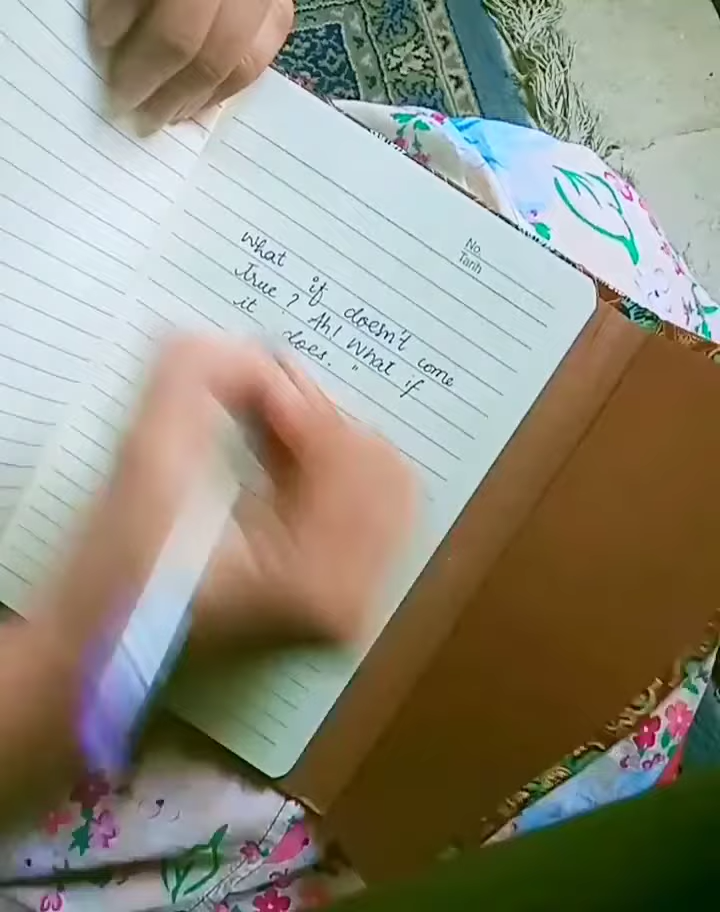 No.
Tarih
What if doesn't come
true? Ah! What if
it does."